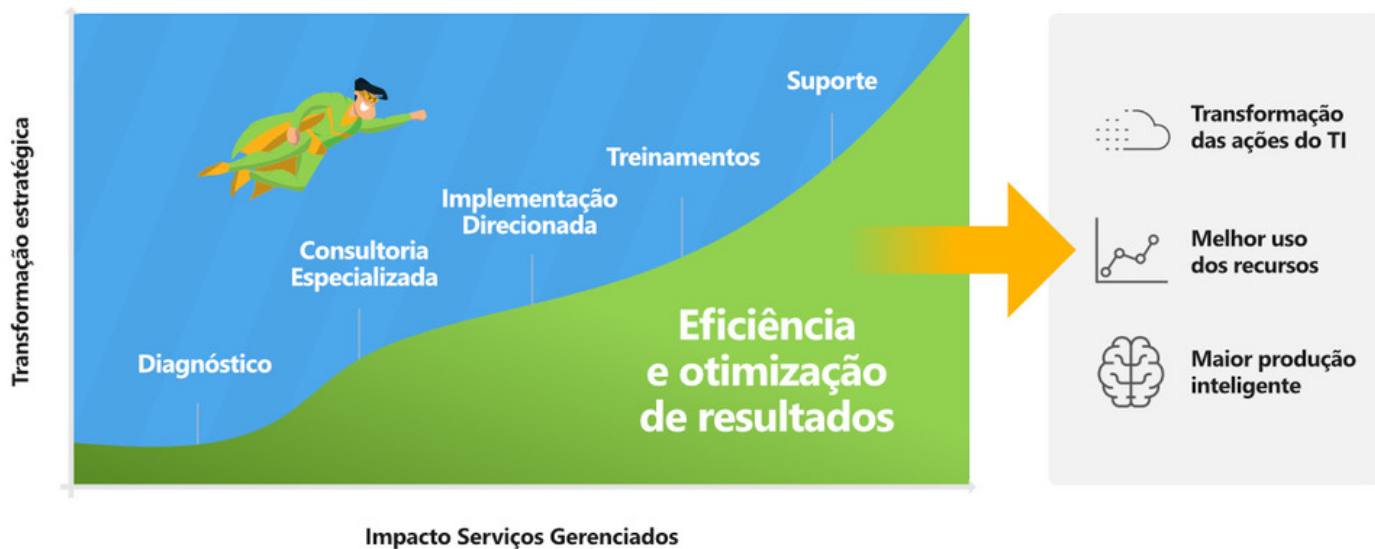 Transformação estratégica
Suporte
Treinamentos
Implementação
Direcionada
Consultoria
Especializada
Diagnóstico
Eficiência
e otimização
de resultados
Impacto Serviços Gerenciados
Transformação
das ações do TI
Melhor uso
dos recursos
Maior produção
inteligente